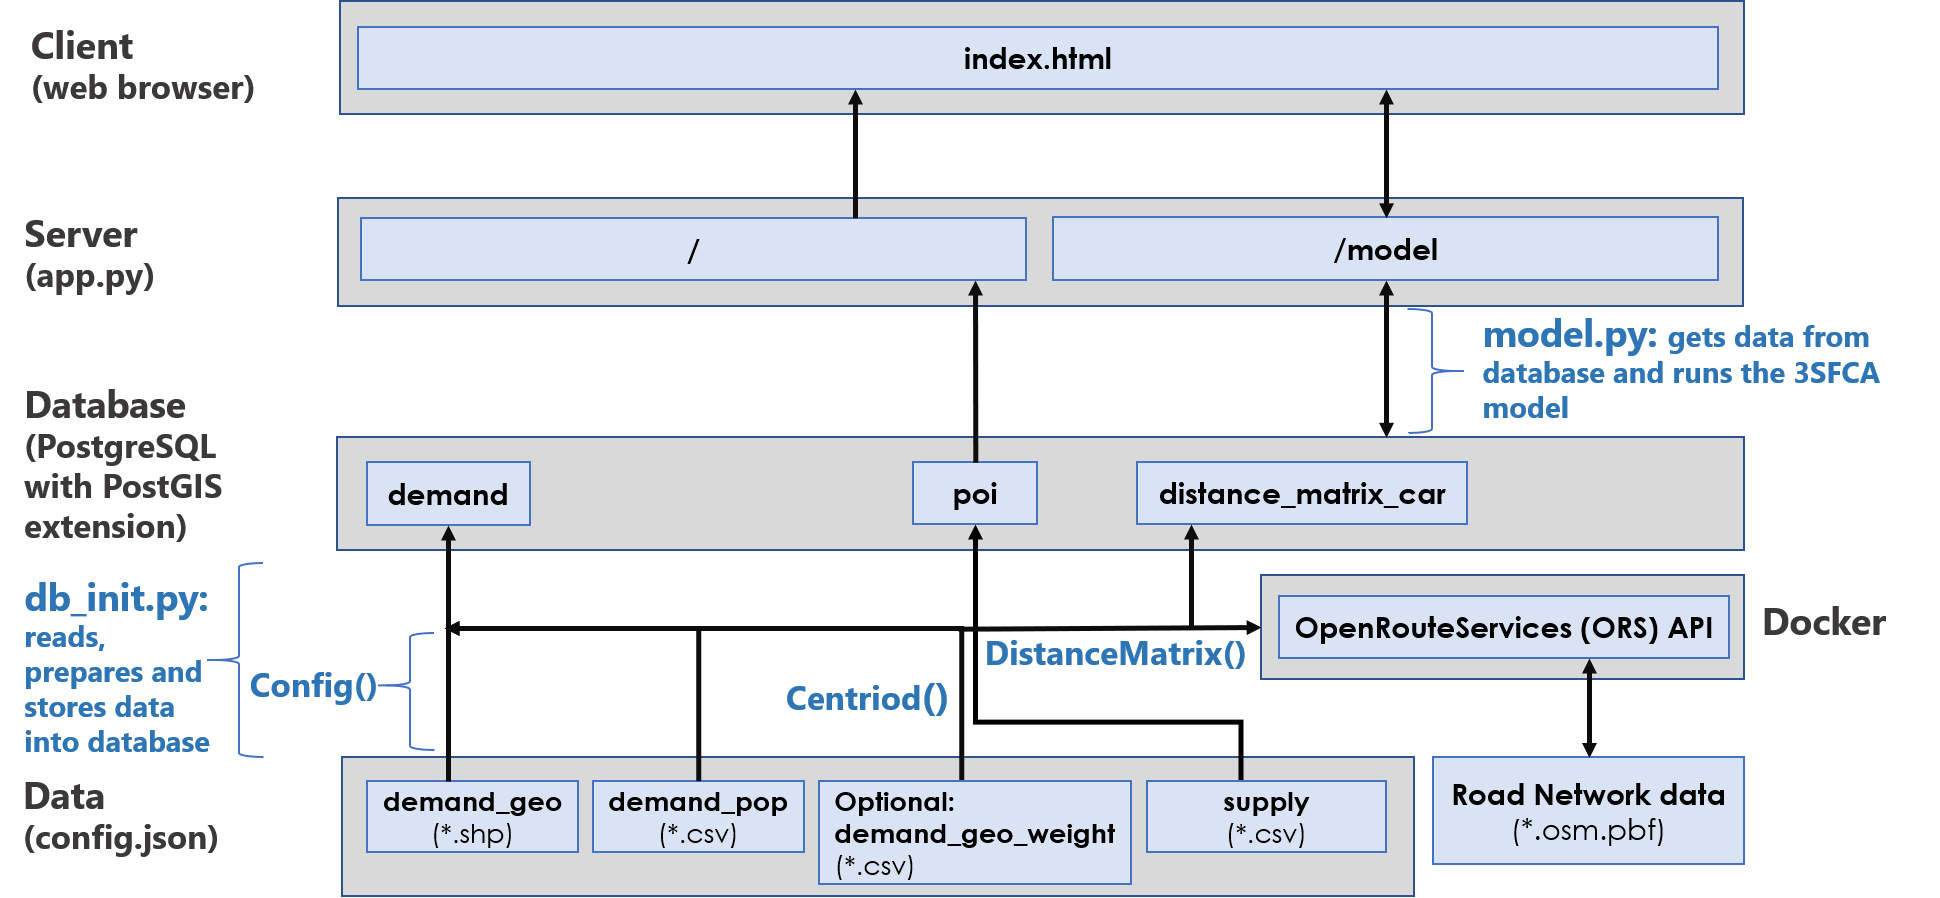 Client
(web browser)
index.html
Server
(app.py)
/
/model
model.py: gets data from
database and runs the 3SFCA
model
Database
(PostgreSQL
with PostGIS
extension)
demand
poi
distance_matrix_car
db_init.py:
reads,
prepares and
stores data
into database
Config()
Centriod()
DistanceMatrix()
OpenRouteServices (ORS) API
Docker
Data
(config.json)
demand_geo
(*.shp)
demand_pop
(*.csv)
Optional:
demand_geo_weight
(*.csv)
supply
(*.csv)
Road Network data
(*.osm.pbf)